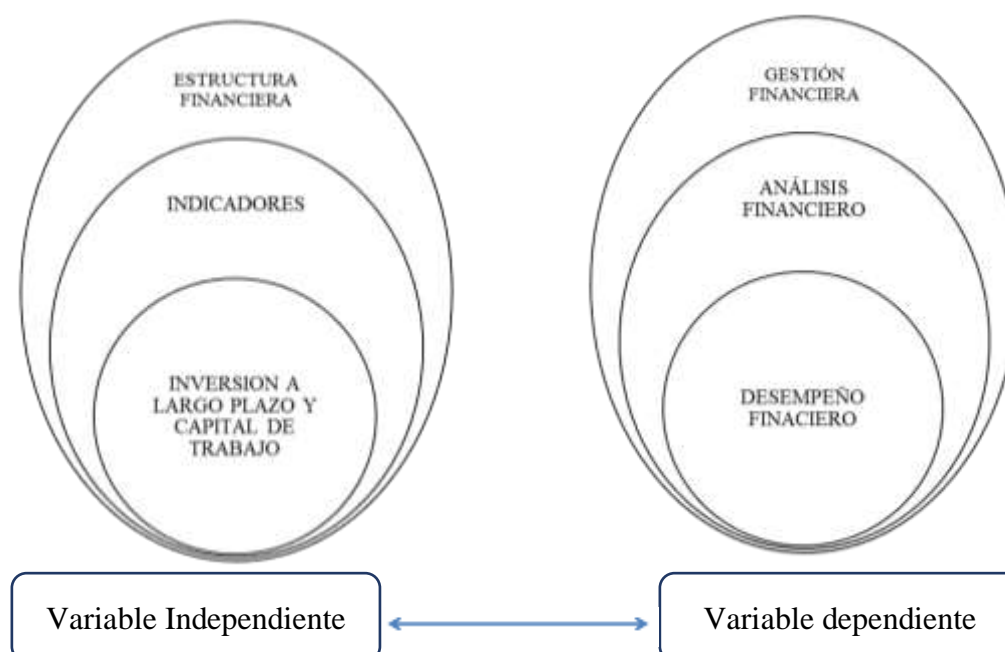 ESTRUCTURA
FINANCIERA
INDICADORES
INVERSION A
LARGO PLAZO Y
CAPITAL DE
TRABAJO
GESTIÓN
FINANCIERA
ANÁLISIS
FINANCIERO
DESEMPEÑO
FINACIERO
Variable Independiente
Variable dependiente